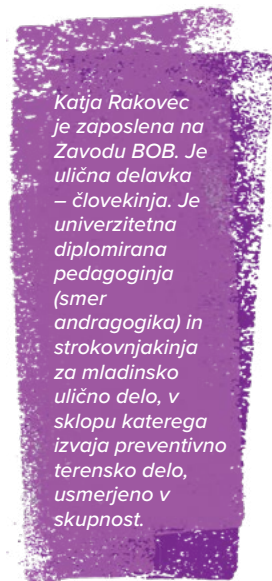 Katja Rakovec
je zaposlena na
Zavodu BOB. Je
ulična delavka
– človekinja. Je
univerzitetna
diplomirana
pedagoginja
(smer
andragogika) in
strokovnjakinja
za mladinsko
ulično delo, v
sklopu katerega
izvaja preventivno
terensko delo,
usmerjeno v
skupnost.